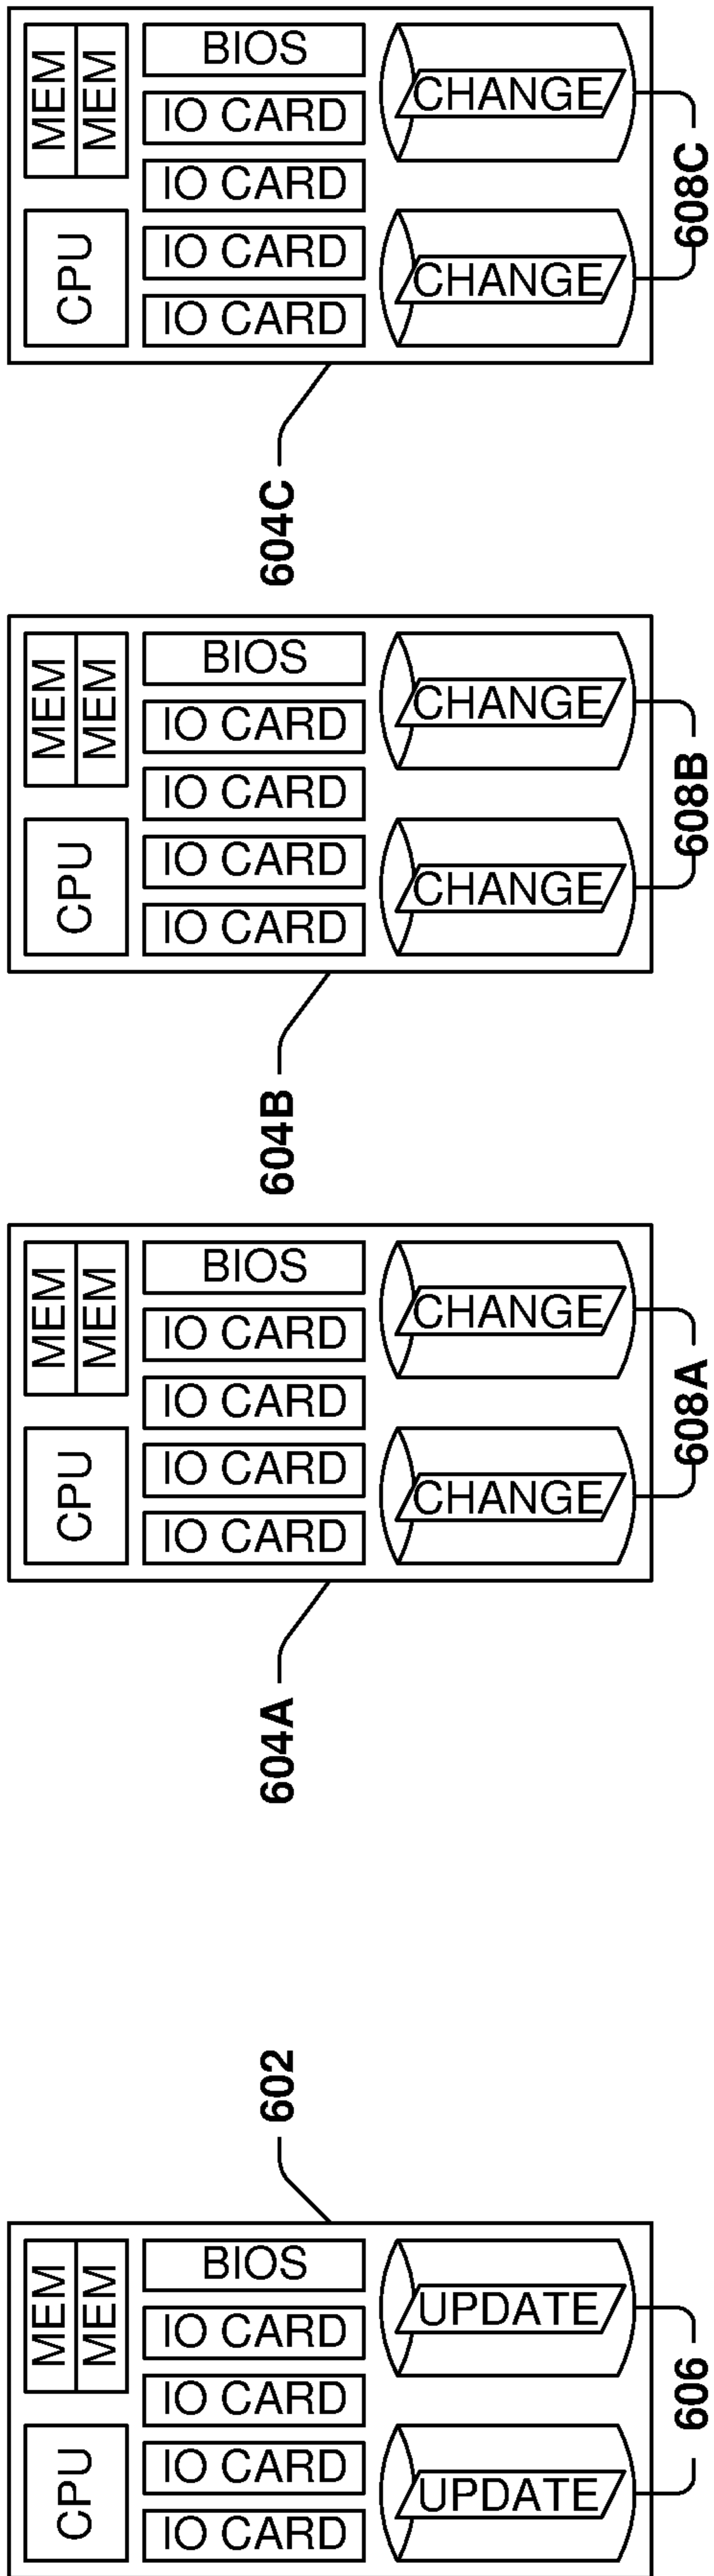 CPU
MEM
MEM
IO CARD
IO CARD
IO CARD
IO CARD
BIOS
UPDATE
UPDATE
606
602
604A
CPU
MEM
MEM
IO CARD
IO CARD
IO CARD
IO CARD
BIOS
CHANGE
CHANGE
608A
604B
CPU
MEM
MEM
IO CARD
IO CARD
IO CARD
IO CARD
BIOS
CHANGE
CHANGE
608B
604C
CPU
MEM
MEM
IO CARD
IO CARD
IO CARD
IO CARD
BIOS
CHANGE
CHANGE
608C